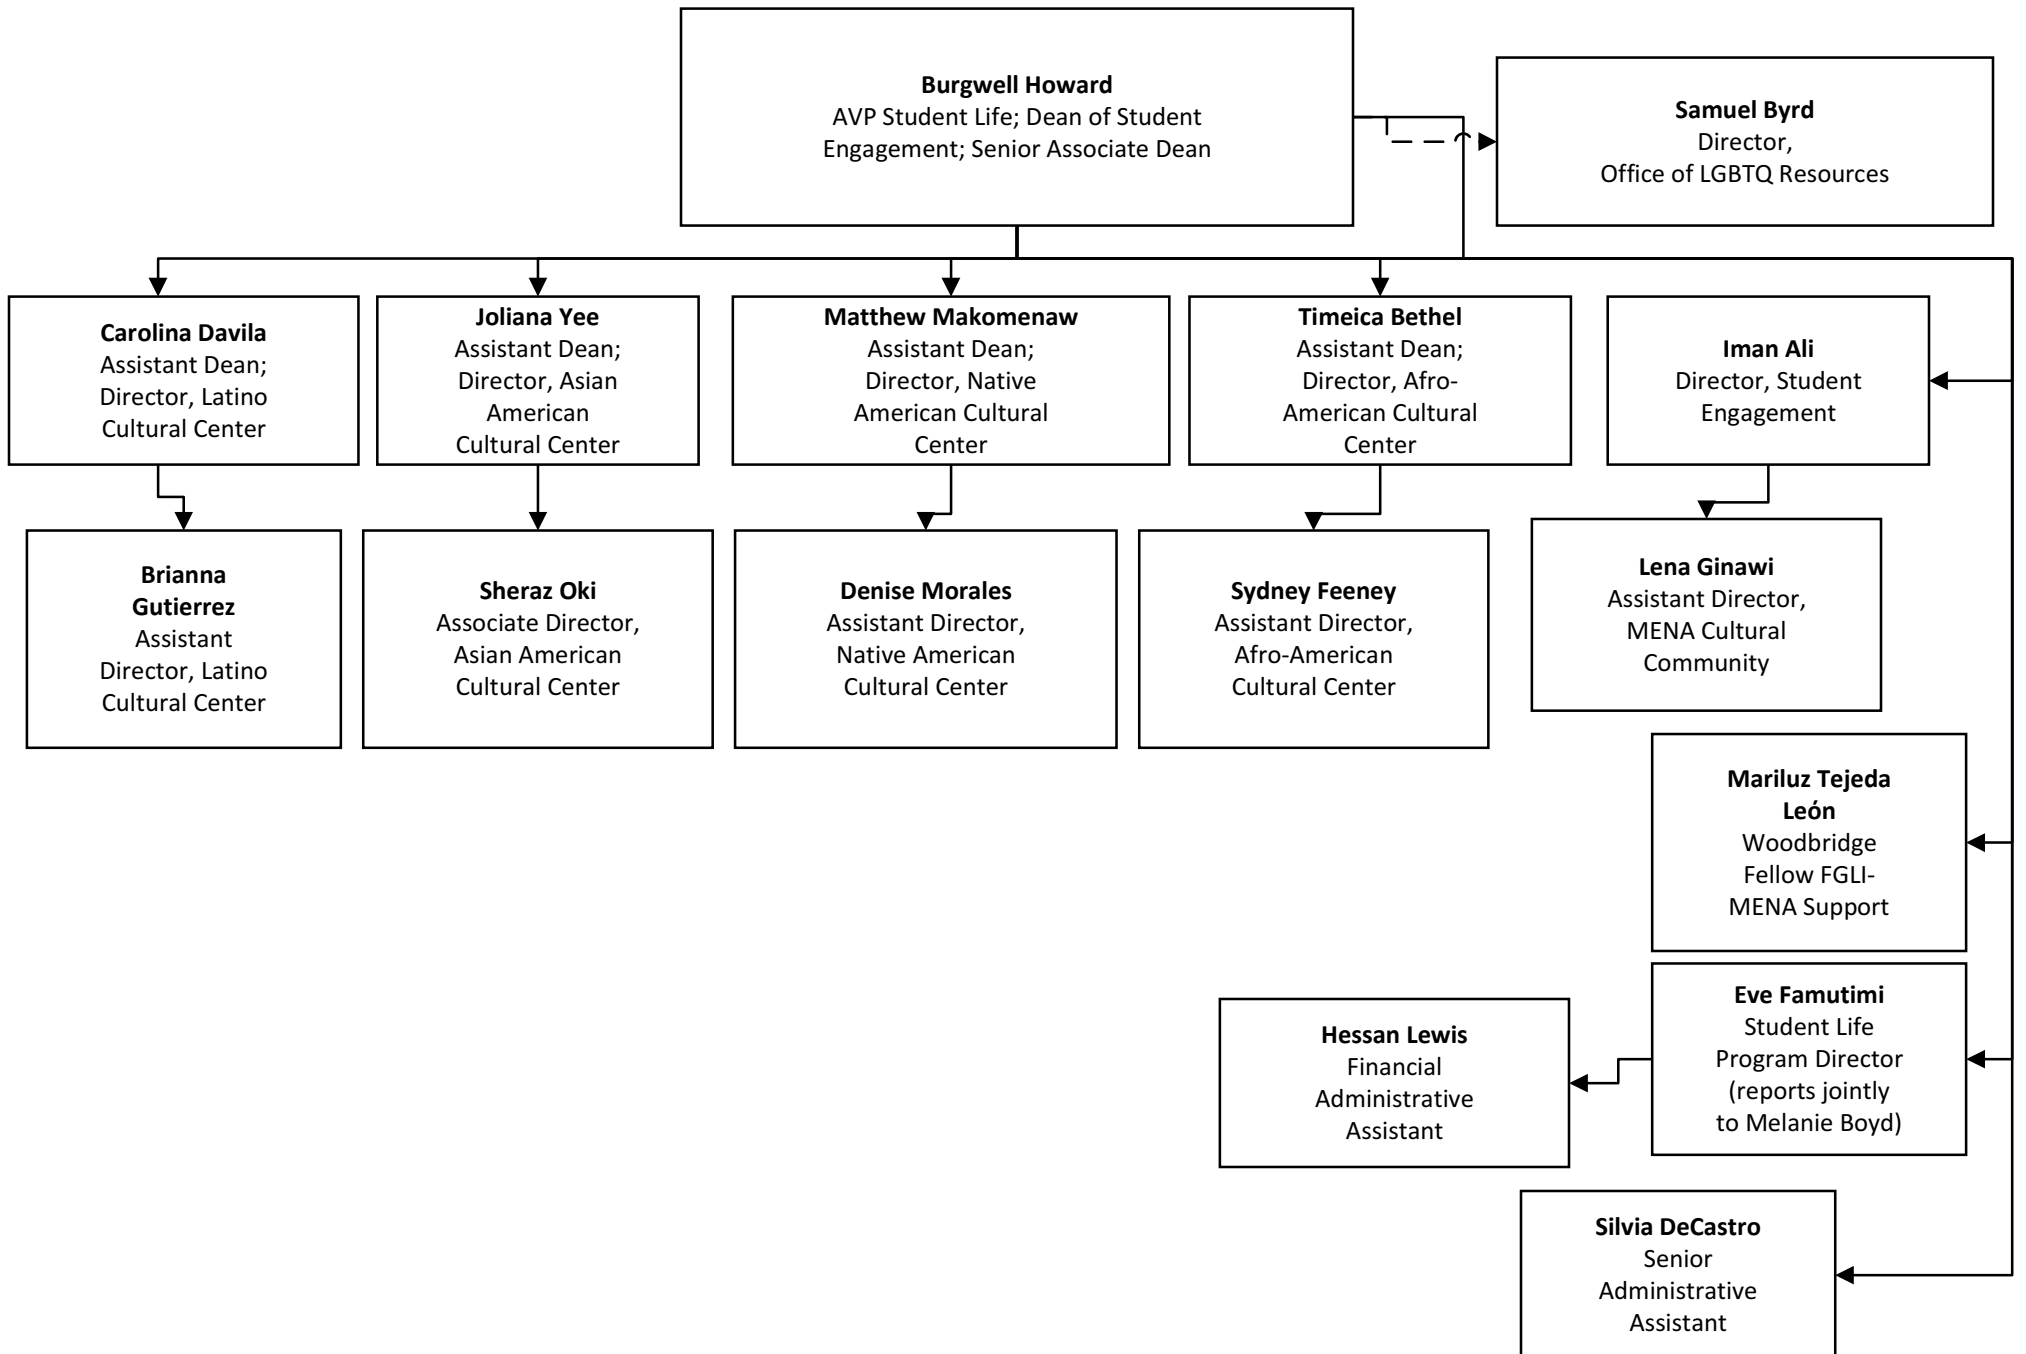 Burgwell Howard
AVP Student Life; Dean of Student
Engagement; Senior Associate Dean
Samuel Byrd
Director,
Office of LGBTQ Resources
Carolina Davila
Assistant Dean;
Director, Latino
Cultural Center
Joliana Yee
Assistant Dean;
Director, Asian
American
Cultural Center
Matthew Makomenaw
Assistant Dean;
Director, Native
American Cultural
Center
Timeica Bethel
Assistant Dean;
Director, Afro-
American Cultural
Center
Iman Ali
Director, Student
Engagement
Brianna
Gutierrez
Assistant
Director, Latino
Cultural Center
Sheraz Oki
Associate Director,
Asian American
Cultural Center
Denise Morales
Assistant Director,
Native American
Cultural Center
Sydney Feeney
Assistant Director,
Afro-American
Cultural Center
Lena Ginawi
Assistant Director,
MENA Cultural
Community
Mariluz Tejeda
León
Woodbridge
Fellow FGLI-
MENA Support
Hessan Lewis
Financial
Administrative
Assistant
Eve Famutimi
Student Life
Program Director
(reports jointly
to Melanie Boyd)
Silvia DeCastro
Senior
Administrative
Assistant